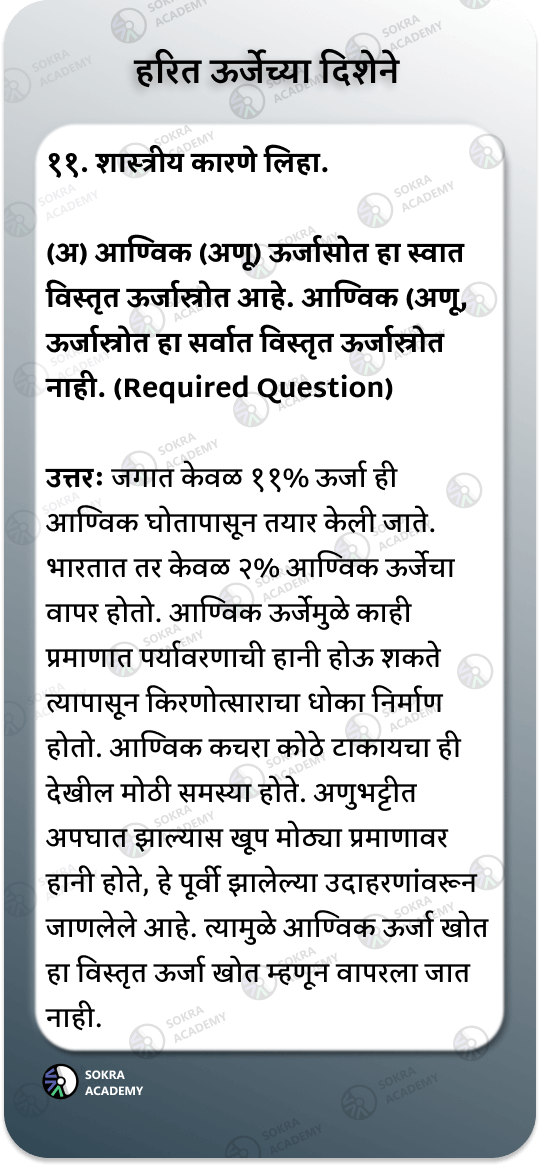 हरित ऊर्जेच्या दिशेने
११. शास्त्रीय कारणे लिहा.
(अ) आण्विक (अणू) ऊर्जासोत हा स्वात
विस्तृत ऊर्जास्त्रोत आहे. आण्विक (अणू,
ऊर्जास्त्रोत हा सर्वात विस्तृत ऊर्जास्त्रोत
नाही. (Required Question)
उत्तरः जगात केवळ ११% ऊर्जा ही
आण्विक घोतापासून तयार केली जाते.
भारतात तर केवळ २% आण्विक ऊर्जेचा
वापर होतो. आण्विक ऊर्जेमुळे काही
प्रमाणात पर्यावरणाची हानी होऊ शकते
त्यापासून किरणोत्साराचा धोका निर्माण
होतो. आण्विक कचरा कोठे टाकायचा ही
देखील मोठी समस्या होते. अणुभट्टीत
अपघात झाल्यास खूप मोठ्या प्रमाणावर
हानी होते, हे पूर्वी झालेल्या उदाहरणांवरून
जाणलेले आहे. त्यामुळे आण्विक ऊर्जा खोत
हा विस्तृत ऊर्जा खोत म्हणून वापरला जात
नाही.
SOKRA
ACADEMY